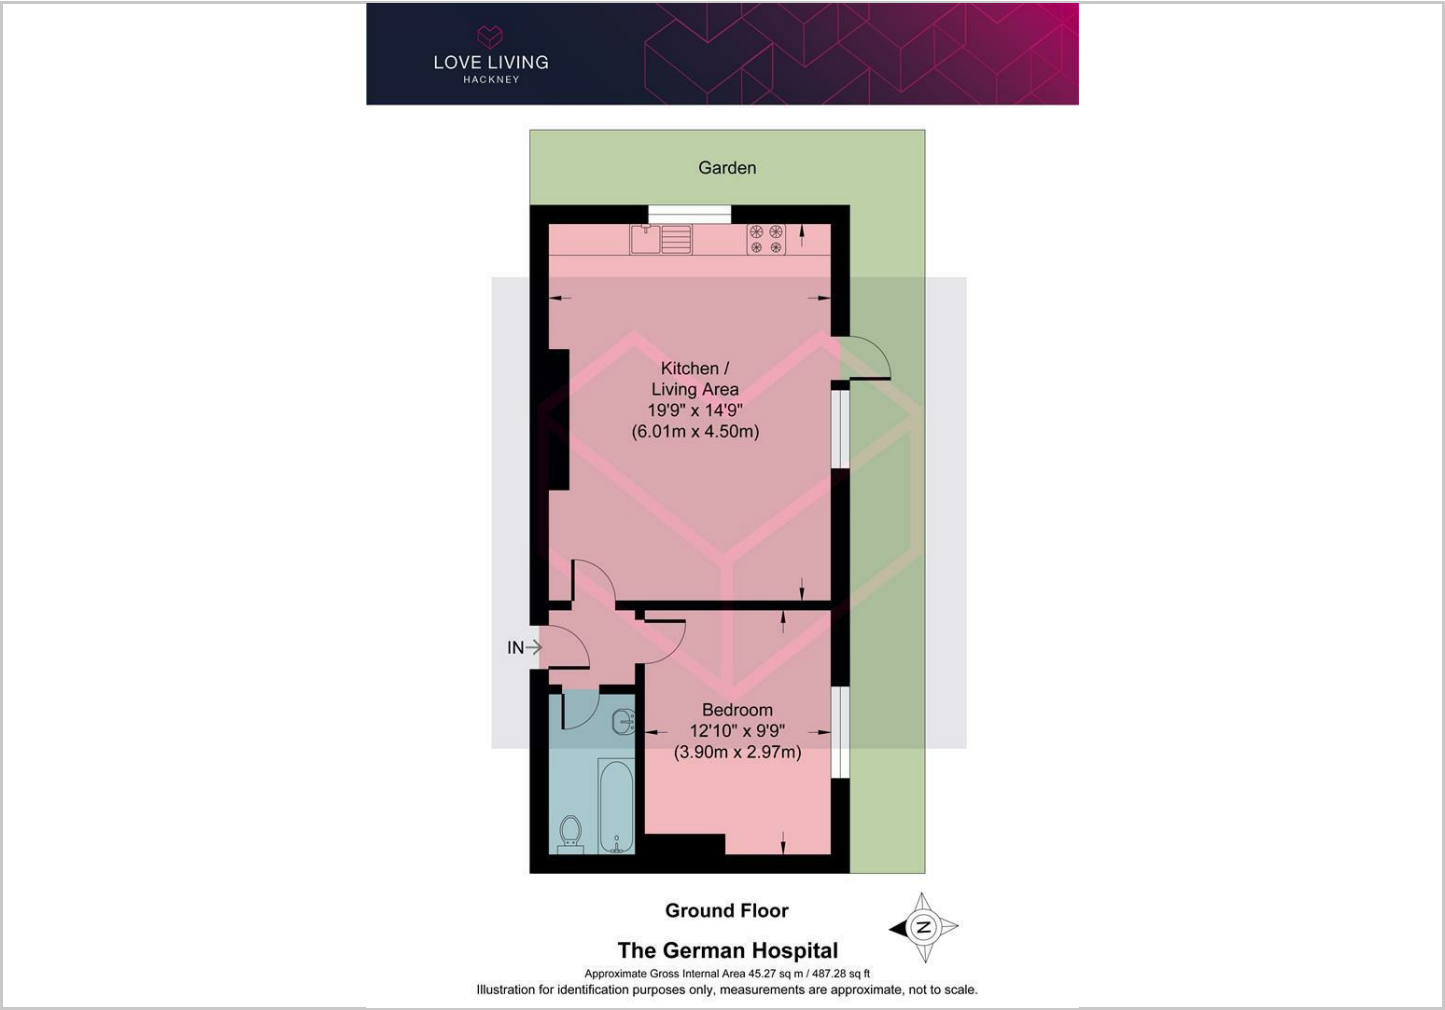 LOVE LIVING
HACKNEY
Garden
Kitchen /
Living Area
19'9" x 14'9"
(6.01m x 4.50m)
IN
Bedroom
12'10" x 9'9"
(3.90m x 2.97m)
Ground Floor
N
The German Hospital
Approximate Gross Internal Area 45.27 sq m / 487.28 sq ft
Illustration for identification purposes only, measurements are approximate, not to scale.